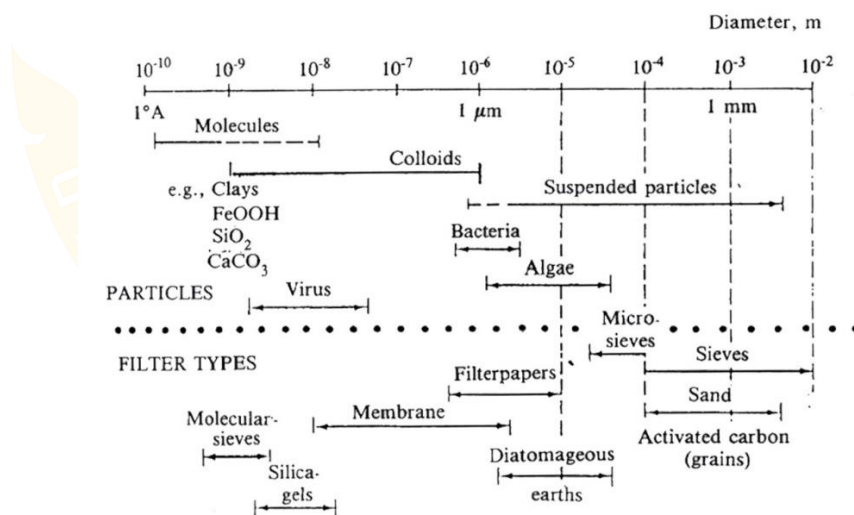 Diameter, m
10⁻¹⁰ 10⁻⁹ 10⁻⁸ 10⁻⁷ 10⁻⁶ 10⁻⁵ 10⁻⁴ 10⁻³ 10⁻²
1°A 1 μm 1 mm
Molecules
Colloids
e.g., Clays
FeOOH
SiO₂
CaCO₃
Suspended particles
Bacteria
Algae
PARTICLES
Virus
FILTER TYPES
Micro-
sieves
Sieves
Filterpapers
Sand
Membrane
Activated carbon
(grains)
Molecular-
sieves
Diatomageous
earths
Silica-
gels